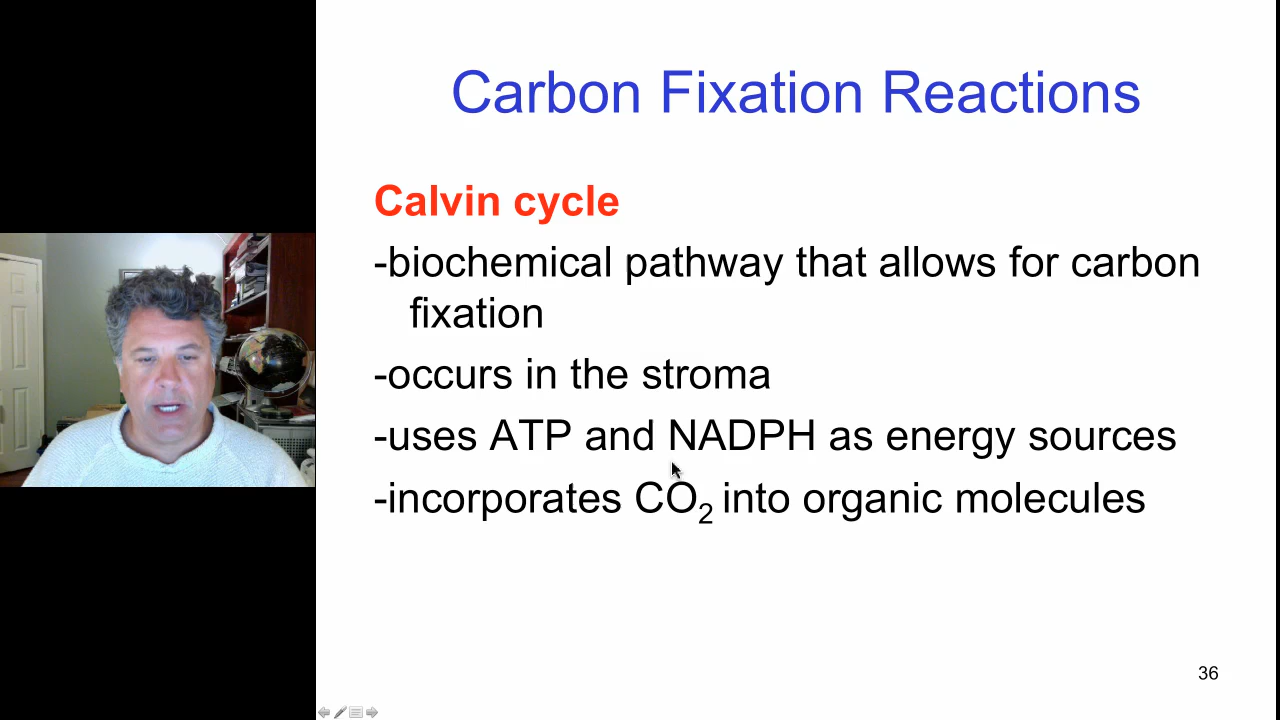 Carbon Fixation Reactions
Calvin cycle
-biochemical pathway that allows for carbon
fixation
-occurs in the stroma
-uses ATP and NADPH as energy sources
-incorporates CO₂ into organic molecules
36